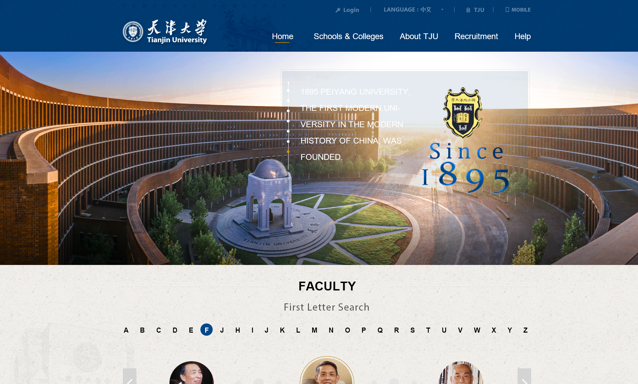 Login
LANGUAGE : 中文
TJU
MOBILE
天津大学
Tianjin University
Home
Schools & Colleges
About TJU
Recruitment
Help
1895 PEIYANG UNIVERSITY,
THE FIRST MODERN UNI
VERSITY IN THE MODERN
HISTORY OF CHINA, WAS
FOUNDED.
Since
1895
FACULTY
First Letter Search
A B C D E F J H I J K L M N O P Q R S T U V W X Y Z